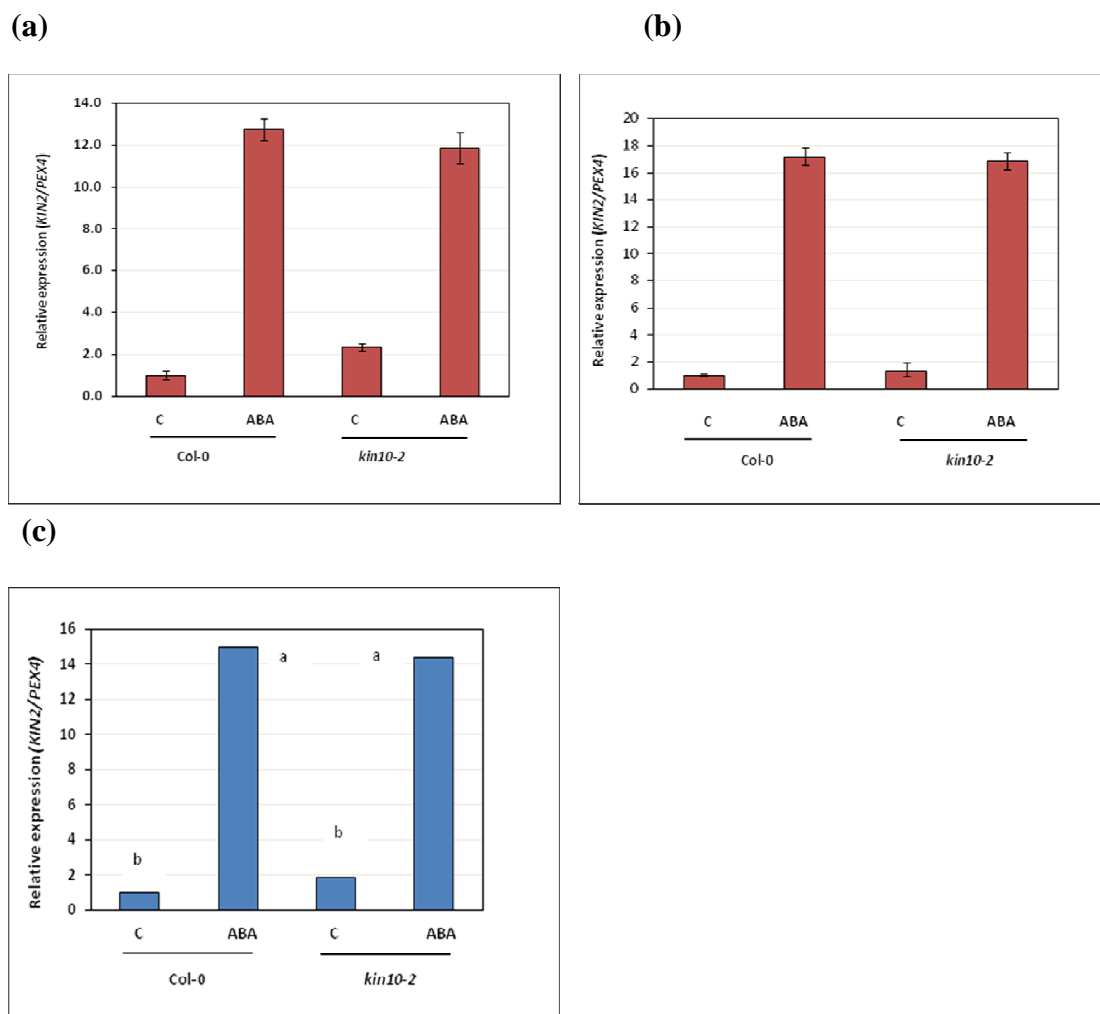 (a)
(b)
Relative expression (KIN2/PEX4)
14.0
12.0
10.0
8.0
6.0
4.0
2.0
0.0
C
ABA
C
ABA
Col-0
kin10-2
Relative expression (KIN2/PEX4)
20
18
16
14
12
10
8
6
4
2
0
C
ABA
C
ABA
Col-0
kin10-2
(c)
Relative expression (KIN2/PEX4)
16
14
12
10
8
6
4
2
0
b
a
b
a
C
ABA
C
ABA
Col-0
kin10-2